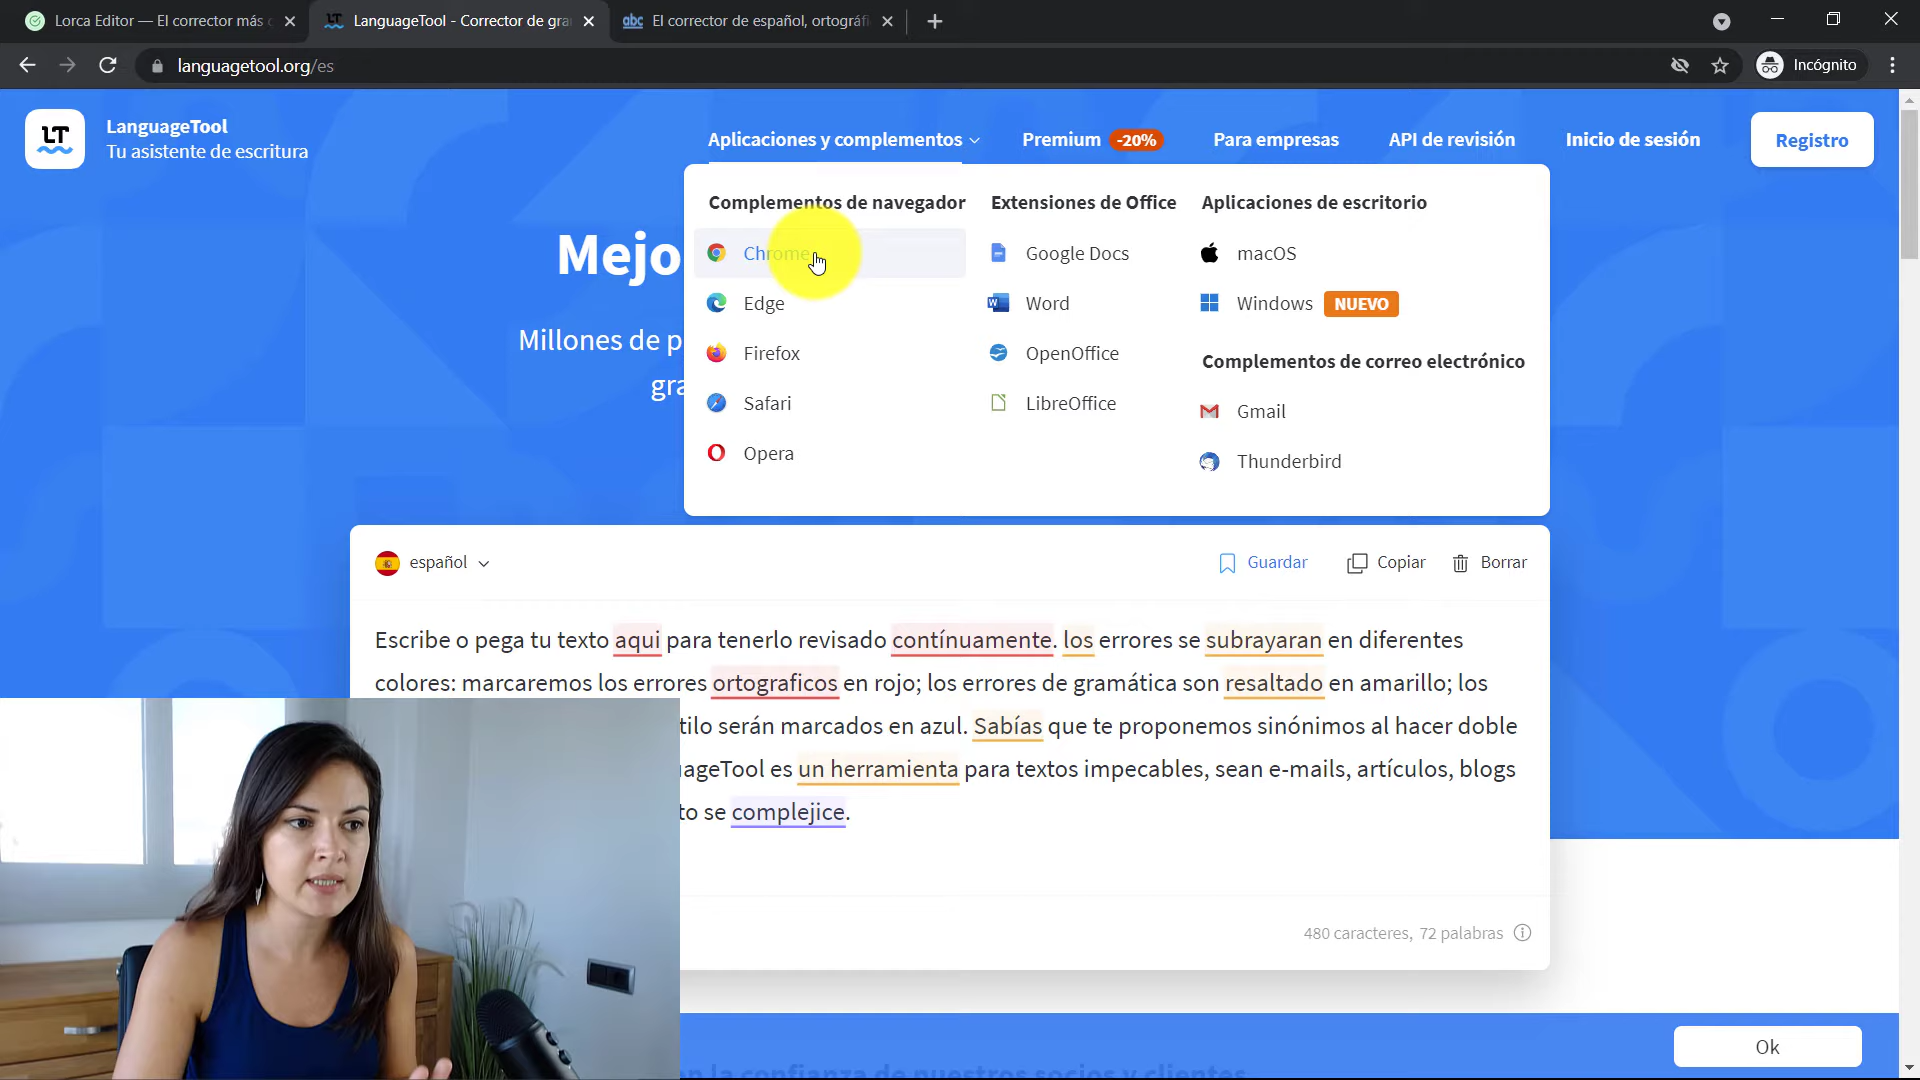 Lorca Editor — El corrector más
LanguageTool - Corrector de gra
abc
El corrector de español, ortográfi
languagetool.org/es
Incógnito
LT
LanguageTool
Tu asistente de escritura
Aplicaciones y complementos
Premium -20%
Para empresas
API de revisión
Inicio de sesión
Registro
Complementos de navegador
Chrome
Edge
Firefox
Safari
Opera
Extensiones de Office
Google Docs
Word
OpenOffice
LibreOffice
Aplicaciones de escritorio
macOS
Windows NUEVO
Complementos de correo electrónico
Gmail
Thunderbird
Mejo
Millones de p
gra
español
Guardar
Copiar
Borrar
Escribe o pega tu texto aqui para tenerlo revisado contínuamente. los errores se subrayaran en diferentes
colores: marcaremos los errores ortograficos en rojo; los errores de gramática son resaltado en amarillo; los
tilo serán marcados en azul. Sabías que te proponemos sinónimos al hacer doble
ageTool es un herramienta para textos impecables, sean e-mails, artículos, blogs
to se complejice.
480 caracteres, 72 palabras
n la confianza de nuestros socios y clientes
Ok